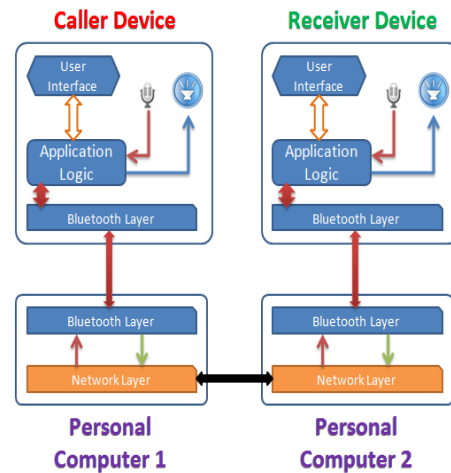 Caller Device
Receiver Device
User
Interface
Application
Logic
Bluetooth Layer
User
Interface
Application
Logic
Bluetooth Layer
Bluetooth Layer
Network Layer
Bluetooth Layer
Network Layer
Personal
Computer 1
Personal
Computer 2